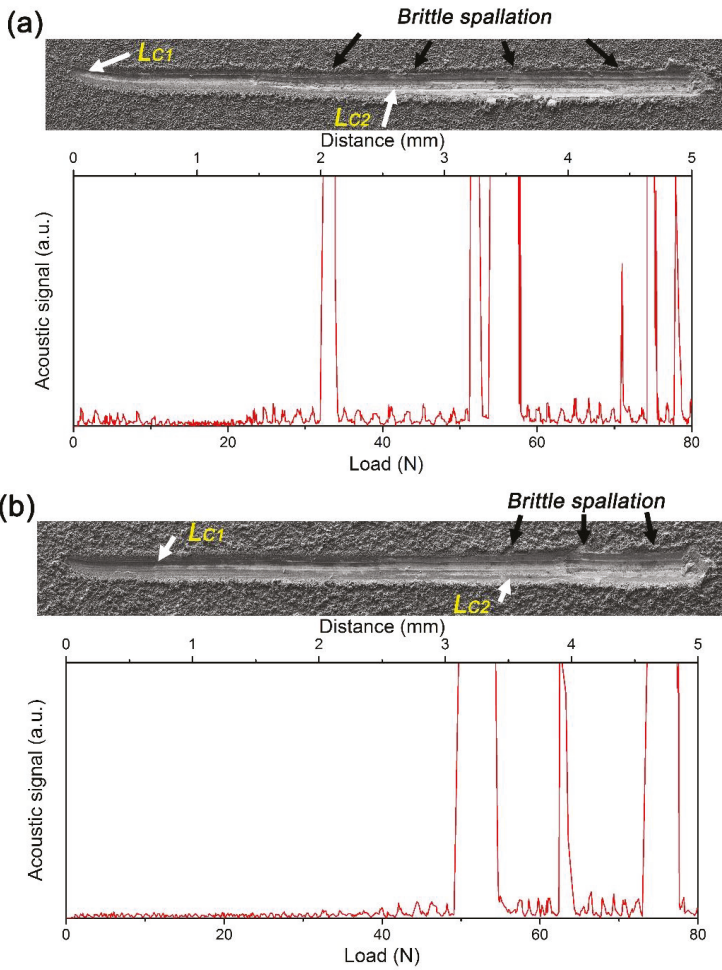 (a)
Brittle spallation
LC1
LC2
Distance (mm)
0 1 2 3 4 5
Acoustic signal (a.u.)
0 20 40 60 80
Load (N)
(b)
Brittle spallation
LC1
LC2
Distance (mm)
0 1 2 3 4 5
Acoustic signal (a.u.)
0 20 40 60 80
Load (N)